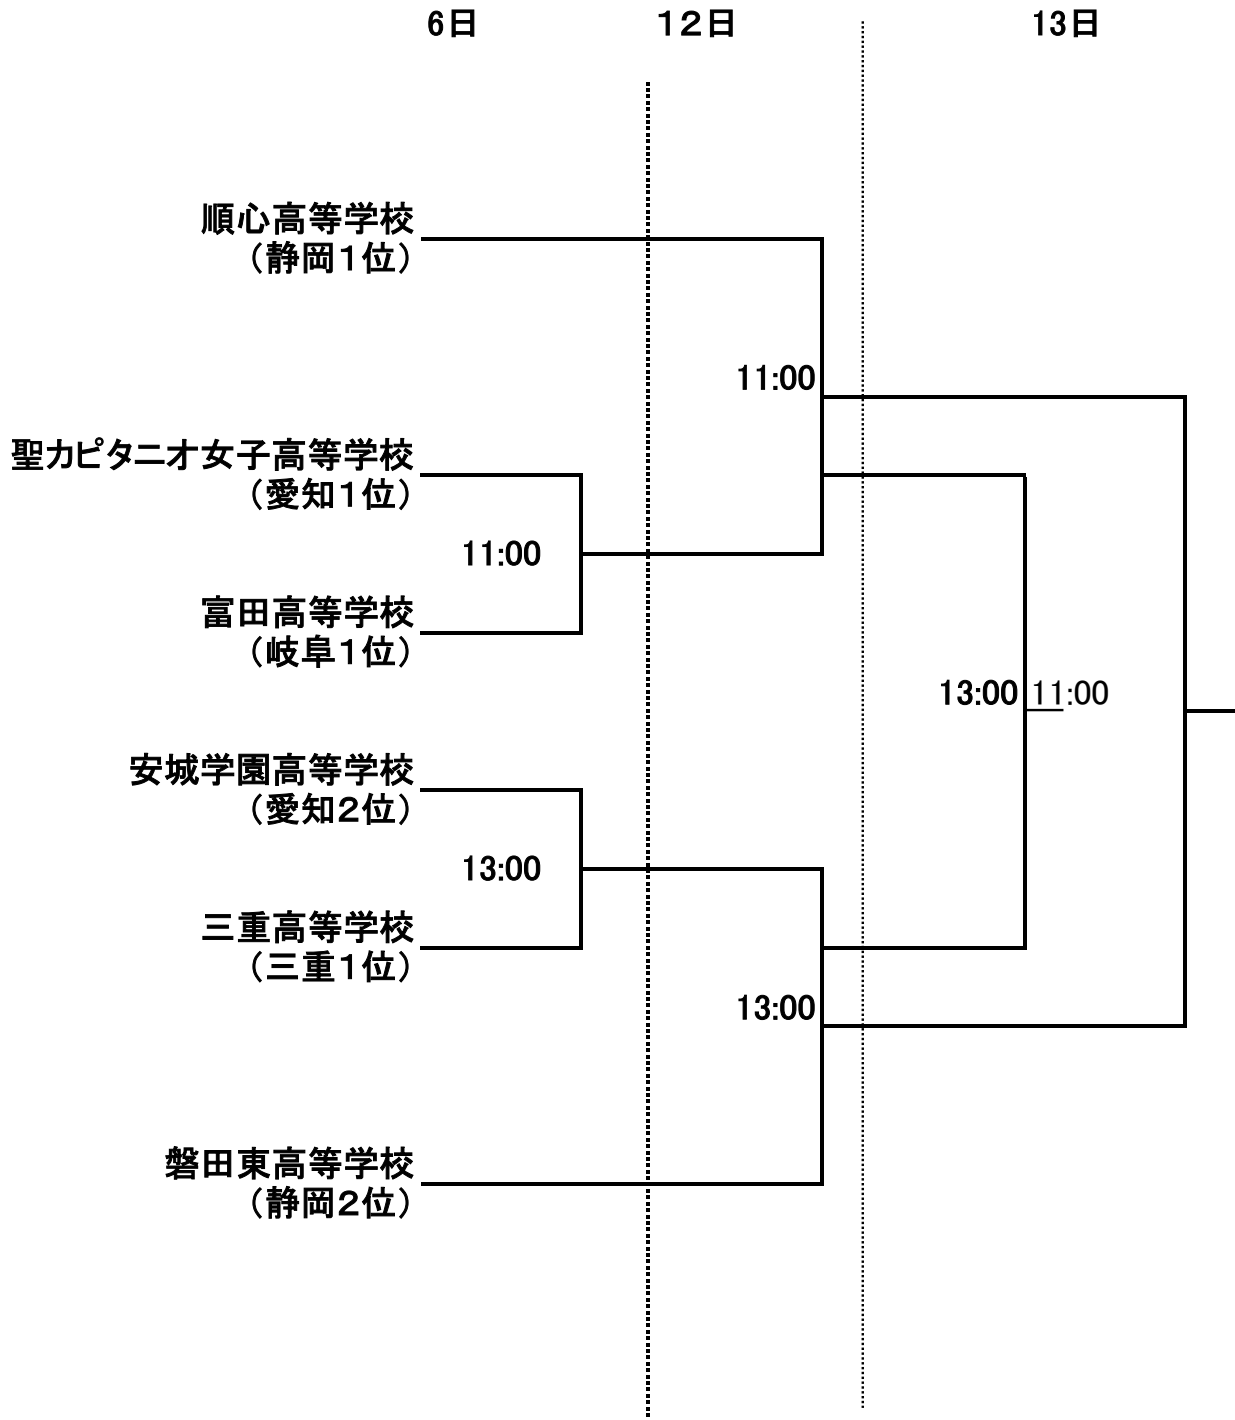 6日
12日
13日
順心高等学校
（静岡１位）
11:00
聖カピタニオ女子高等学校
（愛知１位）
11:00
富田高等学校
（岐阜１位）
13:00
11:00
安城学園高等学校
（愛知２位）
13:00
三重高等学校
（三重１位）
13:00
磐田東高等学校
（静岡２位）